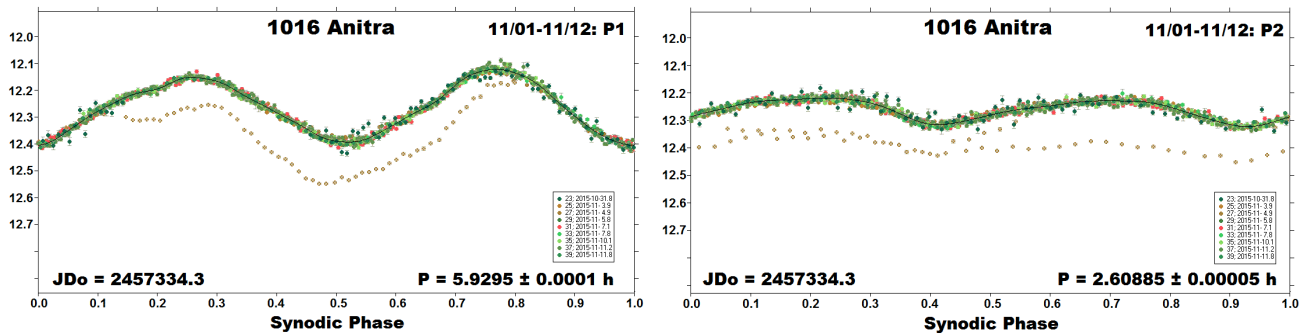 1016 Anitra
11/01-11/12: P1
12.0
12.1
12.2
12.3
12.4
12.5
12.6
12.7
23; 2015-10-31.8
25; 2015-11- 3.9
27; 2015-11- 4.9
29; 2015-11- 5.8
31; 2015-11- 7.1
33; 2015-11- 7.8
35; 2015-11-10.1
37; 2015-11-11.2
39; 2015-11-11.8
JDo = 2457334.3
P = 5.9295 ± 0.0001 h
0.0 0.1 0.2 0.3 0.4 0.5 0.6 0.7 0.8 0.9 1.0
Synodic Phase
1016 Anitra
11/01-11/12: P2
12.0
12.1
12.2
12.3
12.4
12.5
12.6
12.7
23; 2015-10-31.8
25; 2015-11- 3.9
27; 2015-11- 4.9
29; 2015-11- 5.8
31; 2015-11- 7.1
33; 2015-11- 7.8
35; 2015-11-10.1
37; 2015-11-11.2
39; 2015-11-11.8
JDo = 2457334.3
P = 2.60885 ± 0.00005 h
0.0 0.1 0.2 0.3 0.4 0.5 0.6 0.7 0.8 0.9 1.0
Synodic Phase